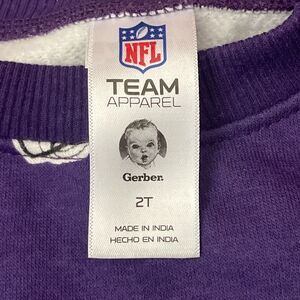 NFL
TEAM
APPAREL
Gerber.
2T
MADE IN INDIA
HECHO EN INDIA